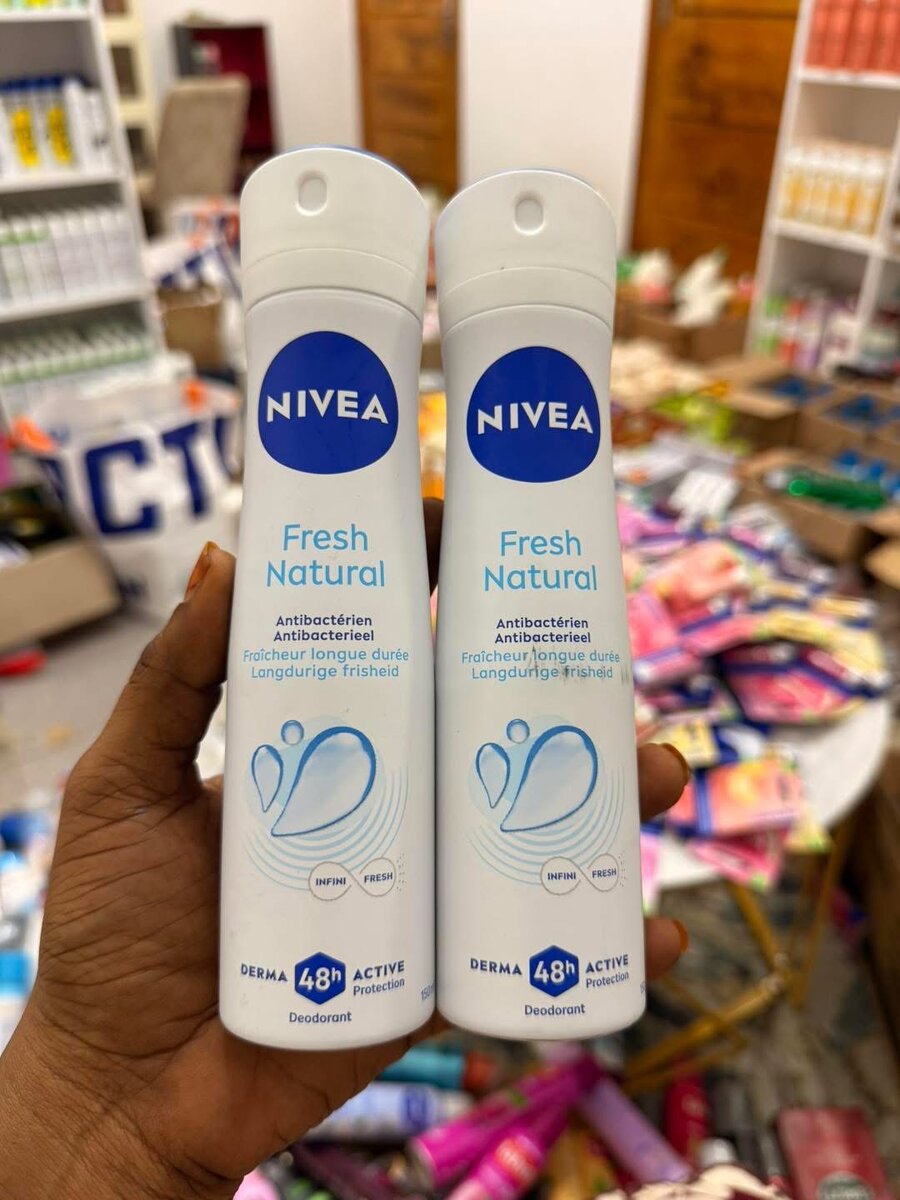 NIVEA
Fresh
Natural
Antibactérien
Antibacterieel
Fraîcheur longue durée
Langdurige frisheid
INFINI FRESH
DERMA 48h ACTIVE
Protection
Deodorant
NIVEA
Fresh
Natural
Antibactérien
Antibacterieel
Fraîcheur longue durée
Langdurige frisheid
INFINI FRESH
DERMA 48h ACTIVE
Protection
Deodorant